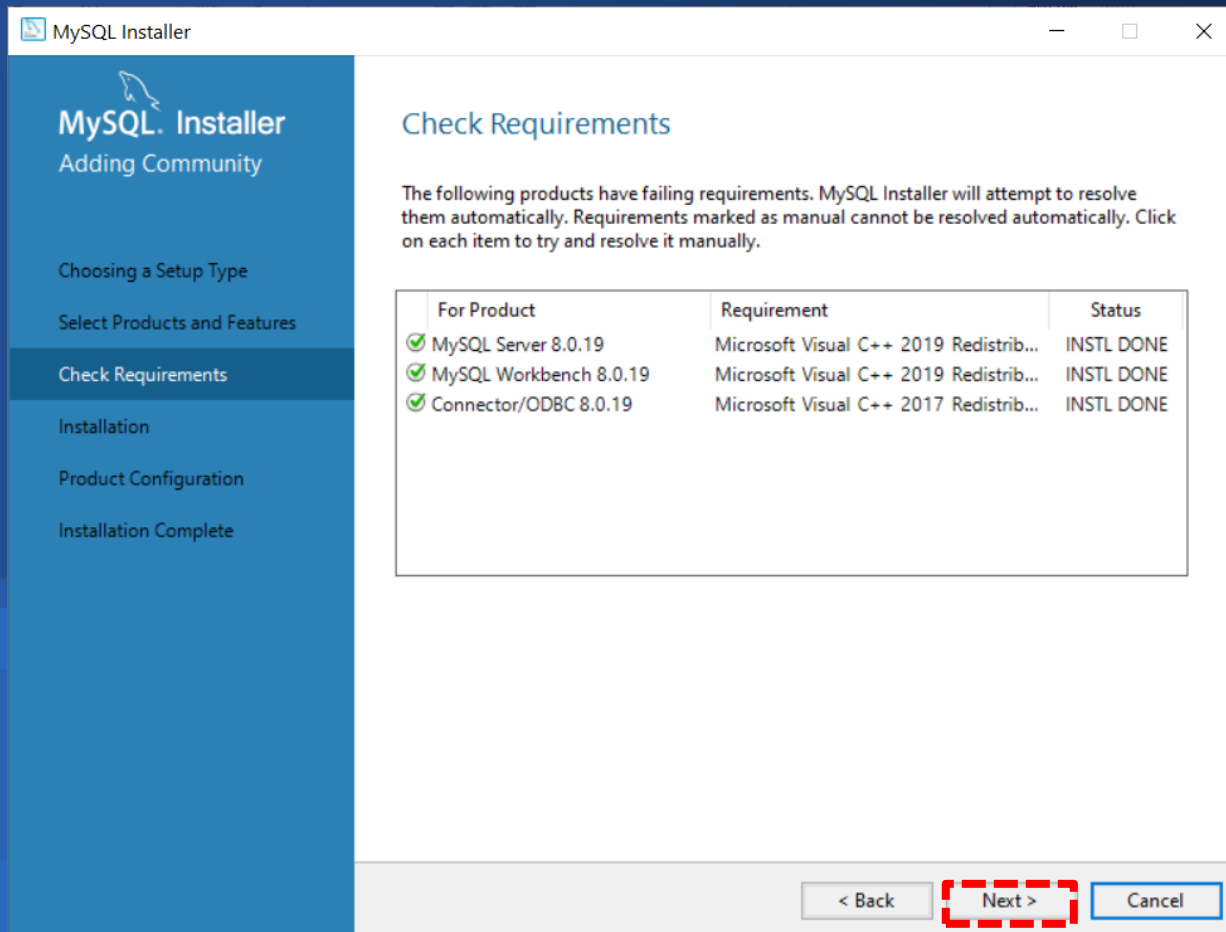 MySQL Installer
MySQL. Installer
Adding Community
Choosing a Setup Type
Select Products and Features
Check Requirements
Installation
Product Configuration
Installation Complete
Check Requirements
The following products have failing requirements. MySQL Installer will attempt to resolve
them automatically. Requirements marked as manual cannot be resolved automatically. Click
on each item to try and resolve it manually.
For Product Requirement Status
MySQL Server 8.0.19 Microsoft Visual C++ 2019 Redistrib... INSTL DONE
MySQL Workbench 8.0.19 Microsoft Visual C++ 2019 Redistrib... INSTL DONE
Connector/ODBC 8.0.19 Microsoft Visual C++ 2017 Redistrib... INSTL DONE
< Back Next > Cancel